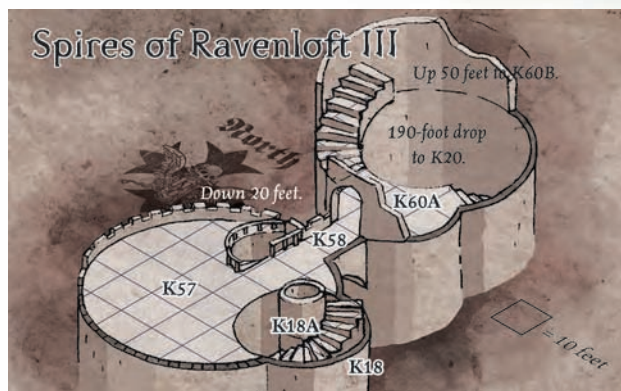 Spires of Ravenloft III
Up 50 feet to K60B.
190-foot drop
to K20.
North
Down 20 feet.
K60A
K58
K57
K18A
K18
= 10 feet